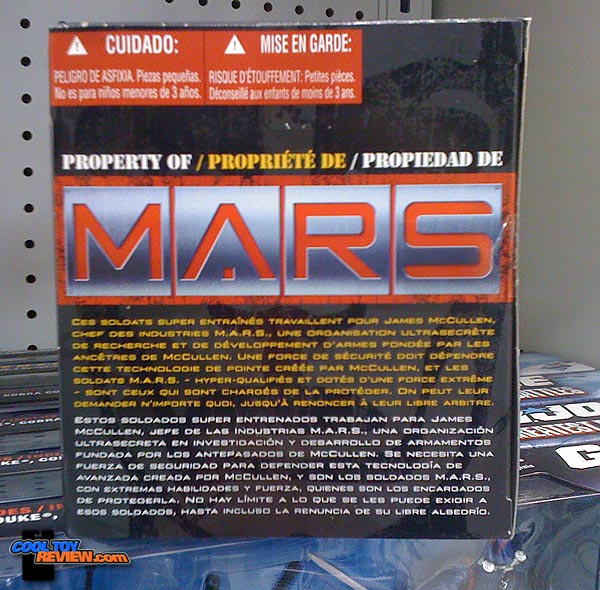 CUIDADO:
PELIGRO DE ASFIXIA. Piezas pequeñas.
No es para niños menores de 3 años.
MISE EN GARDE:
RISQUE D'ÉTOUFFEMENT: Petites pièces.
Déconseillé aux enfants de moins de 3 ans.
PROPERTY OF / PROPRIÉTÉ DE / PROPIEDAD DE
MARS
CES SOLDATS SUPER ENTRAÎNÉS TRAVAILLENT POUR JAMES MCCULLEN,
CHEF DES INDUSTRIES M.A.R.S., UNE ORGANISATION ULTRASECRÈTE
DE RECHERCHE ET DE DÉVELOPPEMENT D'ARMES FONDÉE PAR LES
ANCÊTRES DE MCCULLEN. UNE FORCE DE SÉCURITÉ DOIT DÉFENDRE
CETTE TECHNOLOGIE DE POINTE CRÉÉE PAR MCCULLEN, ET LES
SOLDATS M.A.R.S. - HYPER-QUALIFIÉS ET DOTÉS D'UNE FORCE EXTRÊME
- SONT CEUX QUI SONT CHARGÉS DE LA PROTÉGER. ON PEUT LEUR
DEMANDER N'IMPORTE QUOI, JUSQU'À RENONCER À LEUR LIBRE ARBITRE.
ESTOS SOLDADOS SUPER ENTRENADOS TRABAJAN PARA JAMES
MCCULLEN, JEFE DE LAS INDUSTRIAS M.A.R.S., UNA ORGANIZACIÓN
ULTRASECRETA EN INVESTIGACIÓN Y DESARROLLO DE ARMAMENTOS
FUNDADA POR LOS ANTEPASADOS DE MCCULLEN. SE NECESITA UNA
FUERZA DE SEGURIDAD PARA DEFENDER ESTA TECNOLOGÍA DE
AVANZADA CREADA POR MCCULLEN, Y SON LOS SOLDADOS M.A.R.S.,
CON EXTREMAS HABILIDADES Y FUERZA, QUIENES SON LOS ENCARGADOS
DE PROTEGERLA. NO HAY LÍMITE A LO QUE SE LES PUEDE EXIGIR A
ESOS SOLDADOS, HASTA INCLUSO LA RENUNCIA DE SU LIBRE ALBEDRÍO.
COBRA
DUKE
COOL TOY
REVIEW.com